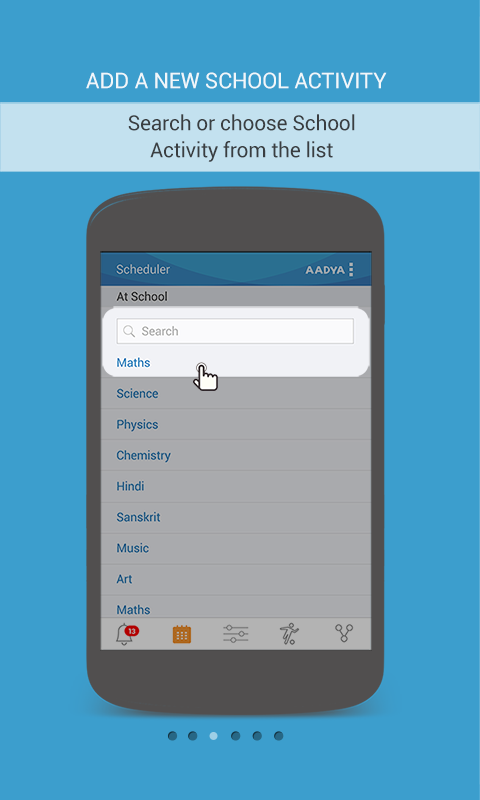 ADD A NEW SCHOOL ACTIVITY
Search or choose School
Activity from the list
Scheduler
AADYA
At School
Search
Maths
Science
Physics
Chemistry
Hindi
Sanskrit
Music
Art
Maths
13